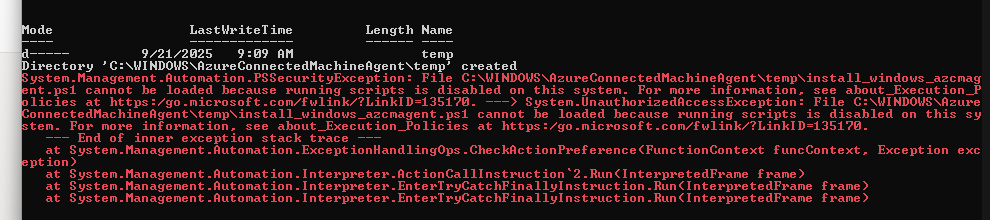 Mode                LastWriteTime         Length Name
----                -------------         ------ ----
d-----        9/21/2025   9:09 AM                temp
Directory 'C:\WINDOWS\AzureConnectedMachineAgent\temp' created
System.Management.Automation.PSSecurityException: File C:\WINDOWS\AzureConnectedMachineAgent\temp\install_windows_azcmag
ent.ps1 cannot be loaded because running scripts is disabled on this system. For more information, see about_Execution_P
olicies at https:/go.microsoft.com/fwlink/?LinkID=135170. ---> System.UnauthorizedAccessException: File C:\WINDOWS\Azure
ConnectedMachineAgent\temp\install_windows_azcmagent.ps1 cannot be loaded because running scripts is disabled on this sy
stem. For more information, see about_Execution_Policies at https:/go.microsoft.com/fwlink/?LinkID=135170.
   --- End of inner exception stack trace ---
   at System.Management.Automation.ExceptionHandlingOps.CheckActionPreference(FunctionContext funcContext, Exception exc
eption)
   at System.Management.Automation.Interpreter.ActionCallInstruction`2.Run(InterpretedFrame frame)
   at System.Management.Automation.Interpreter.EnterTryCatchFinallyInstruction.Run(InterpretedFrame frame)
   at System.Management.Automation.Interpreter.EnterTryCatchFinallyInstruction.Run(InterpretedFrame frame)